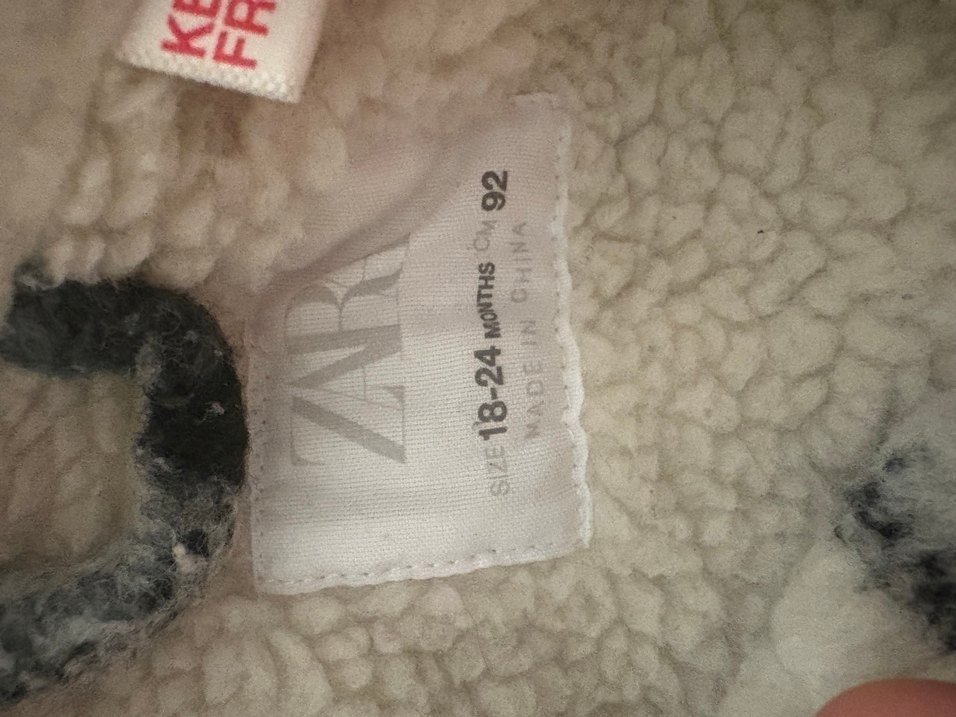 KE
FR
ZARA
SIZE 18-24 MONTHS CM 92
MADE IN CHINA